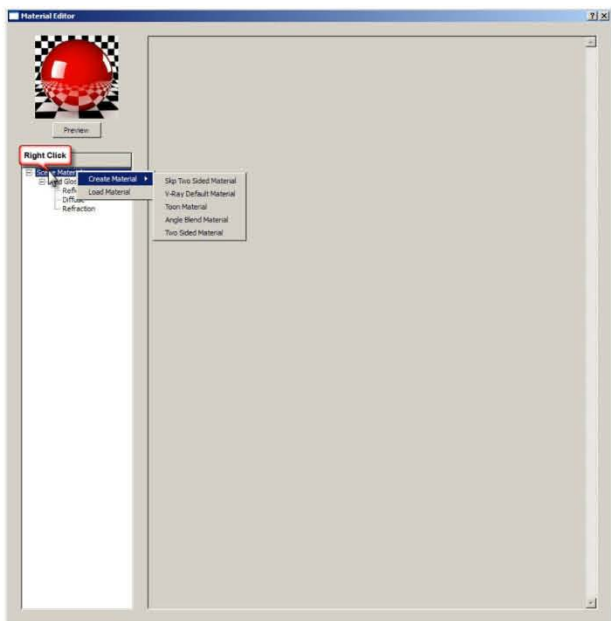 Material Editor
Preview
Right Click
Create Material
Load Material
Diffuse
Refraction
Skp Two Sided Material
V-Ray Default Material
Toon Material
Angle Blend Material
Two Sided Material